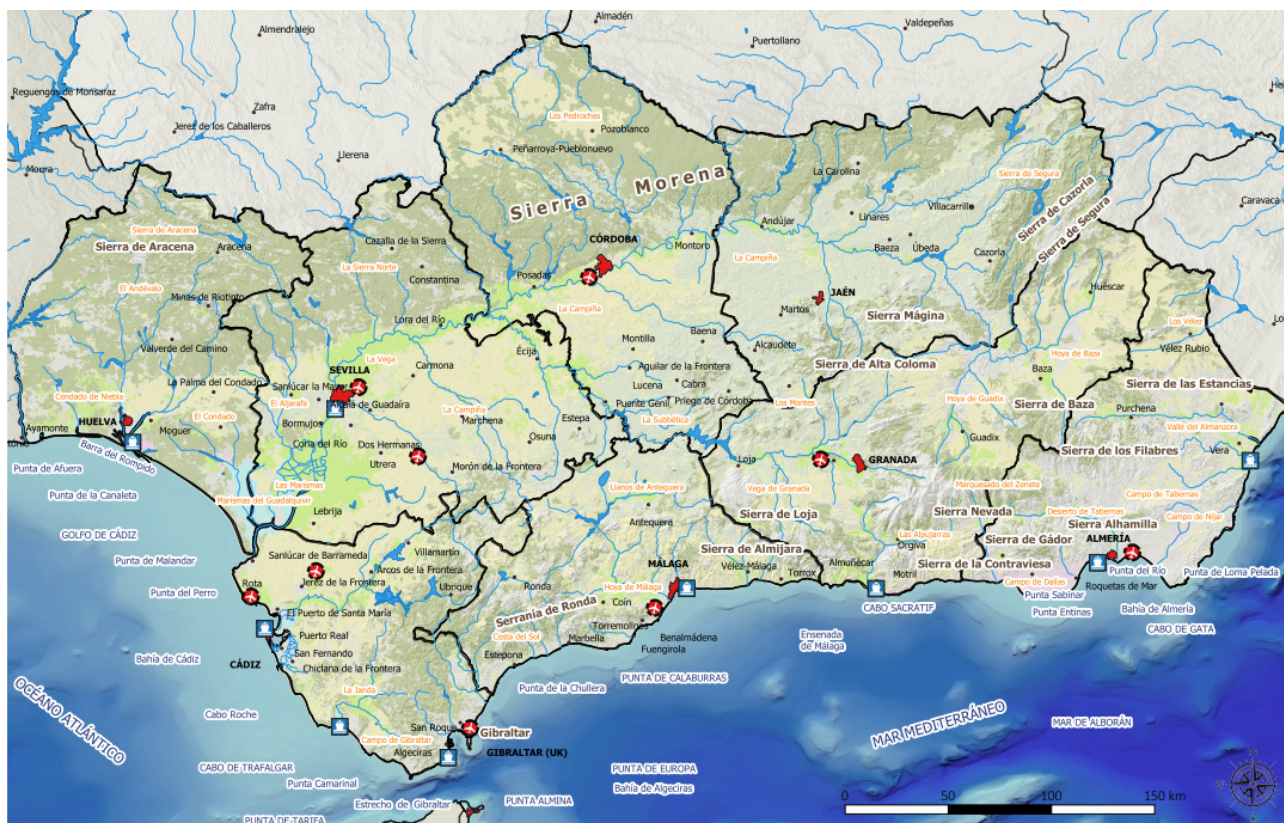 Almadén
Almendralejo
Valdepeñas
Puertollano
Reguengos de Monsaraz
Zafra
Jerez de los Caballeros
Llerena
Moura
Los Pedroches
Pozoblanco
Peñarroya-Pueblonuevo
Sierra Morena
La Carolina
Sierra de Segura
Linares
Villacarrillo
Sierra de Cazorla
Sierra de Segura
Caravaca
Sierra de Aracena
Sierra de Aracena
Aracena
Cazalla de la Sierra
La Sierra Norte
Constantina
CÓRDOBA
Montoro
Andújar
Baeza
Úbeda
Cazorla
La Campiña
El Andévalo
Minas de Riotinto
Posadas
JAÉN
Martos
Huéscar
Lora del Río
La Campiña
Sierra Mágina
Los Vélez
Valverde del Camino
Montilla
Baena
Alcaudete
Vélez Rubio
Écija
La Vega
SEVILLA
Carmona
Aguilar de la Frontera
Sierra de Alta Coloma
Hoya de Baza
Baza
La Palma del Condado
Sanlúcar la Mayor
Lucena
Cabra
Sierra de las Estancias
Condado de Niebla
El Aljarafe
Alcalá de Guadaíra
Puente Genil
Priego de Córdoba
Los Montes
Hoya de Guadix
Sierra de Baza
Purchena
HUELVA
El Condado
La Campiña
Marchena
Estepa
La Subbética
Ayamonte
Moguer
Bormujos
Valle del Almanzora
Barra del Rompido
Coria del Río
Dos Hermanas
Osuna
Guadix
Sierra de los Filabres
Vera
Punta de Afuera
Utrera
Morón de la Frontera
Loja
GRANADA
Las Marismas
Llanos de Antequera
Vega de Granada
Marquesado del Zenete
Campo de Tabernas
Punta de la Canaleta
Marismas del Guadalquivir
Antequera
Sierra de Loja
Sierra Nevada
Desierto de Tabernas
Campo de Níjar
Lebrija
Sierra Alhamilla
GOLFO DE CÁDIZ
Las Alpujarras
Sierra de Gádor
ALMERÍA
Villamartín
Sierra de Almijara
Orgiva
Sanlúcar de Barrameda
Punta de Malandar
Arcos de la Frontera
MÁLAGA
Vélez-Málaga
Almuñécar
Sierra de la Contraviesa
Punta del Río
Punta de Loma Pelada
Rota
Jerez de la Frontera
Ubrique
Ronda
Hoya de Málaga
Torrox
Motril
Campo de Dalías
Roquetas de Mar
Punta del Perro
Coín
Punta Sabinar
El Puerto de Santa María
Serranía de Ronda
Torremolinos
CABO SACRATIF
Punta Entinas
Bahía de Almería
Puerto Real
Costa del Sol
Marbella
Benalmádena
Ensenada de Málaga
CABO DE GATA
San Fernando
Fuengirola
Bahía de Cádiz
CÁDIZ
Chiclana de la Frontera
Estepona
PUNTA DE CALABURRAS
OCÉANO ATLÁNTICO
La Janda
Punta de la Chullera
Cabo Roche
San Roque
Gibraltar
MAR MEDITERRÁNEO
MAR DE ALBORÁN
Campo de Gibraltar
Algeciras
GIBRALTAR (UK)
CABO DE TRAFALGAR
PUNTA DE EUROPA
Punta Camarinal
Bahía de Algeciras
Estrecho de Gibraltar
PUNTA ALMINA
PUNTA DE TARIFA
0 50 100 150 km